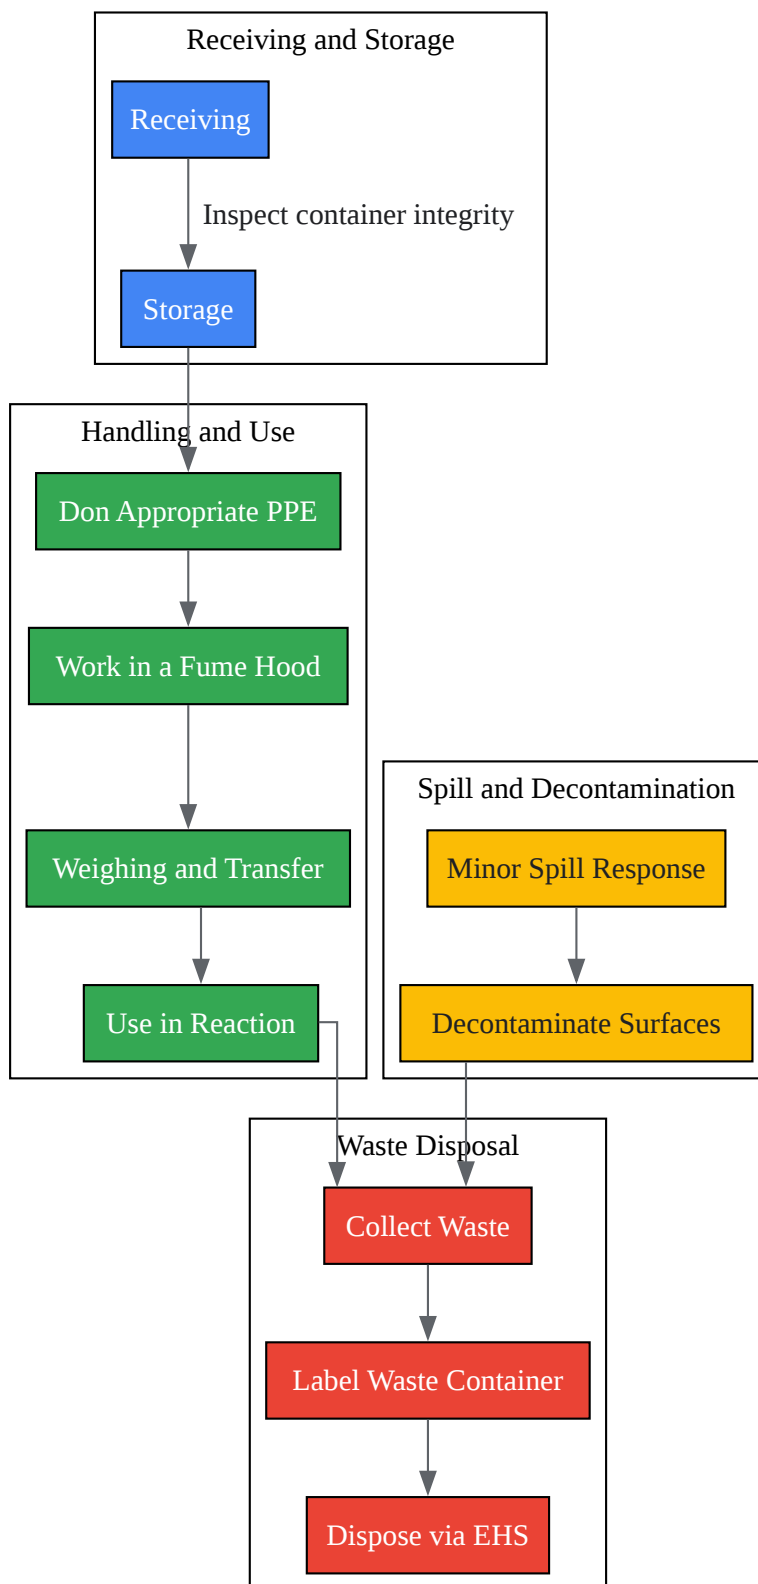 Receiving and Storage
Receiving
Inspect container integrity
Storage
Handling and Use
Don Appropriate PPE
Work in a Fume Hood
Weighing and Transfer
Use in Reaction
Spill and Decontamination
Minor Spill Response
Decontaminate Surfaces
Waste Disposal
Collect Waste
Label Waste Container
Dispose via EHS